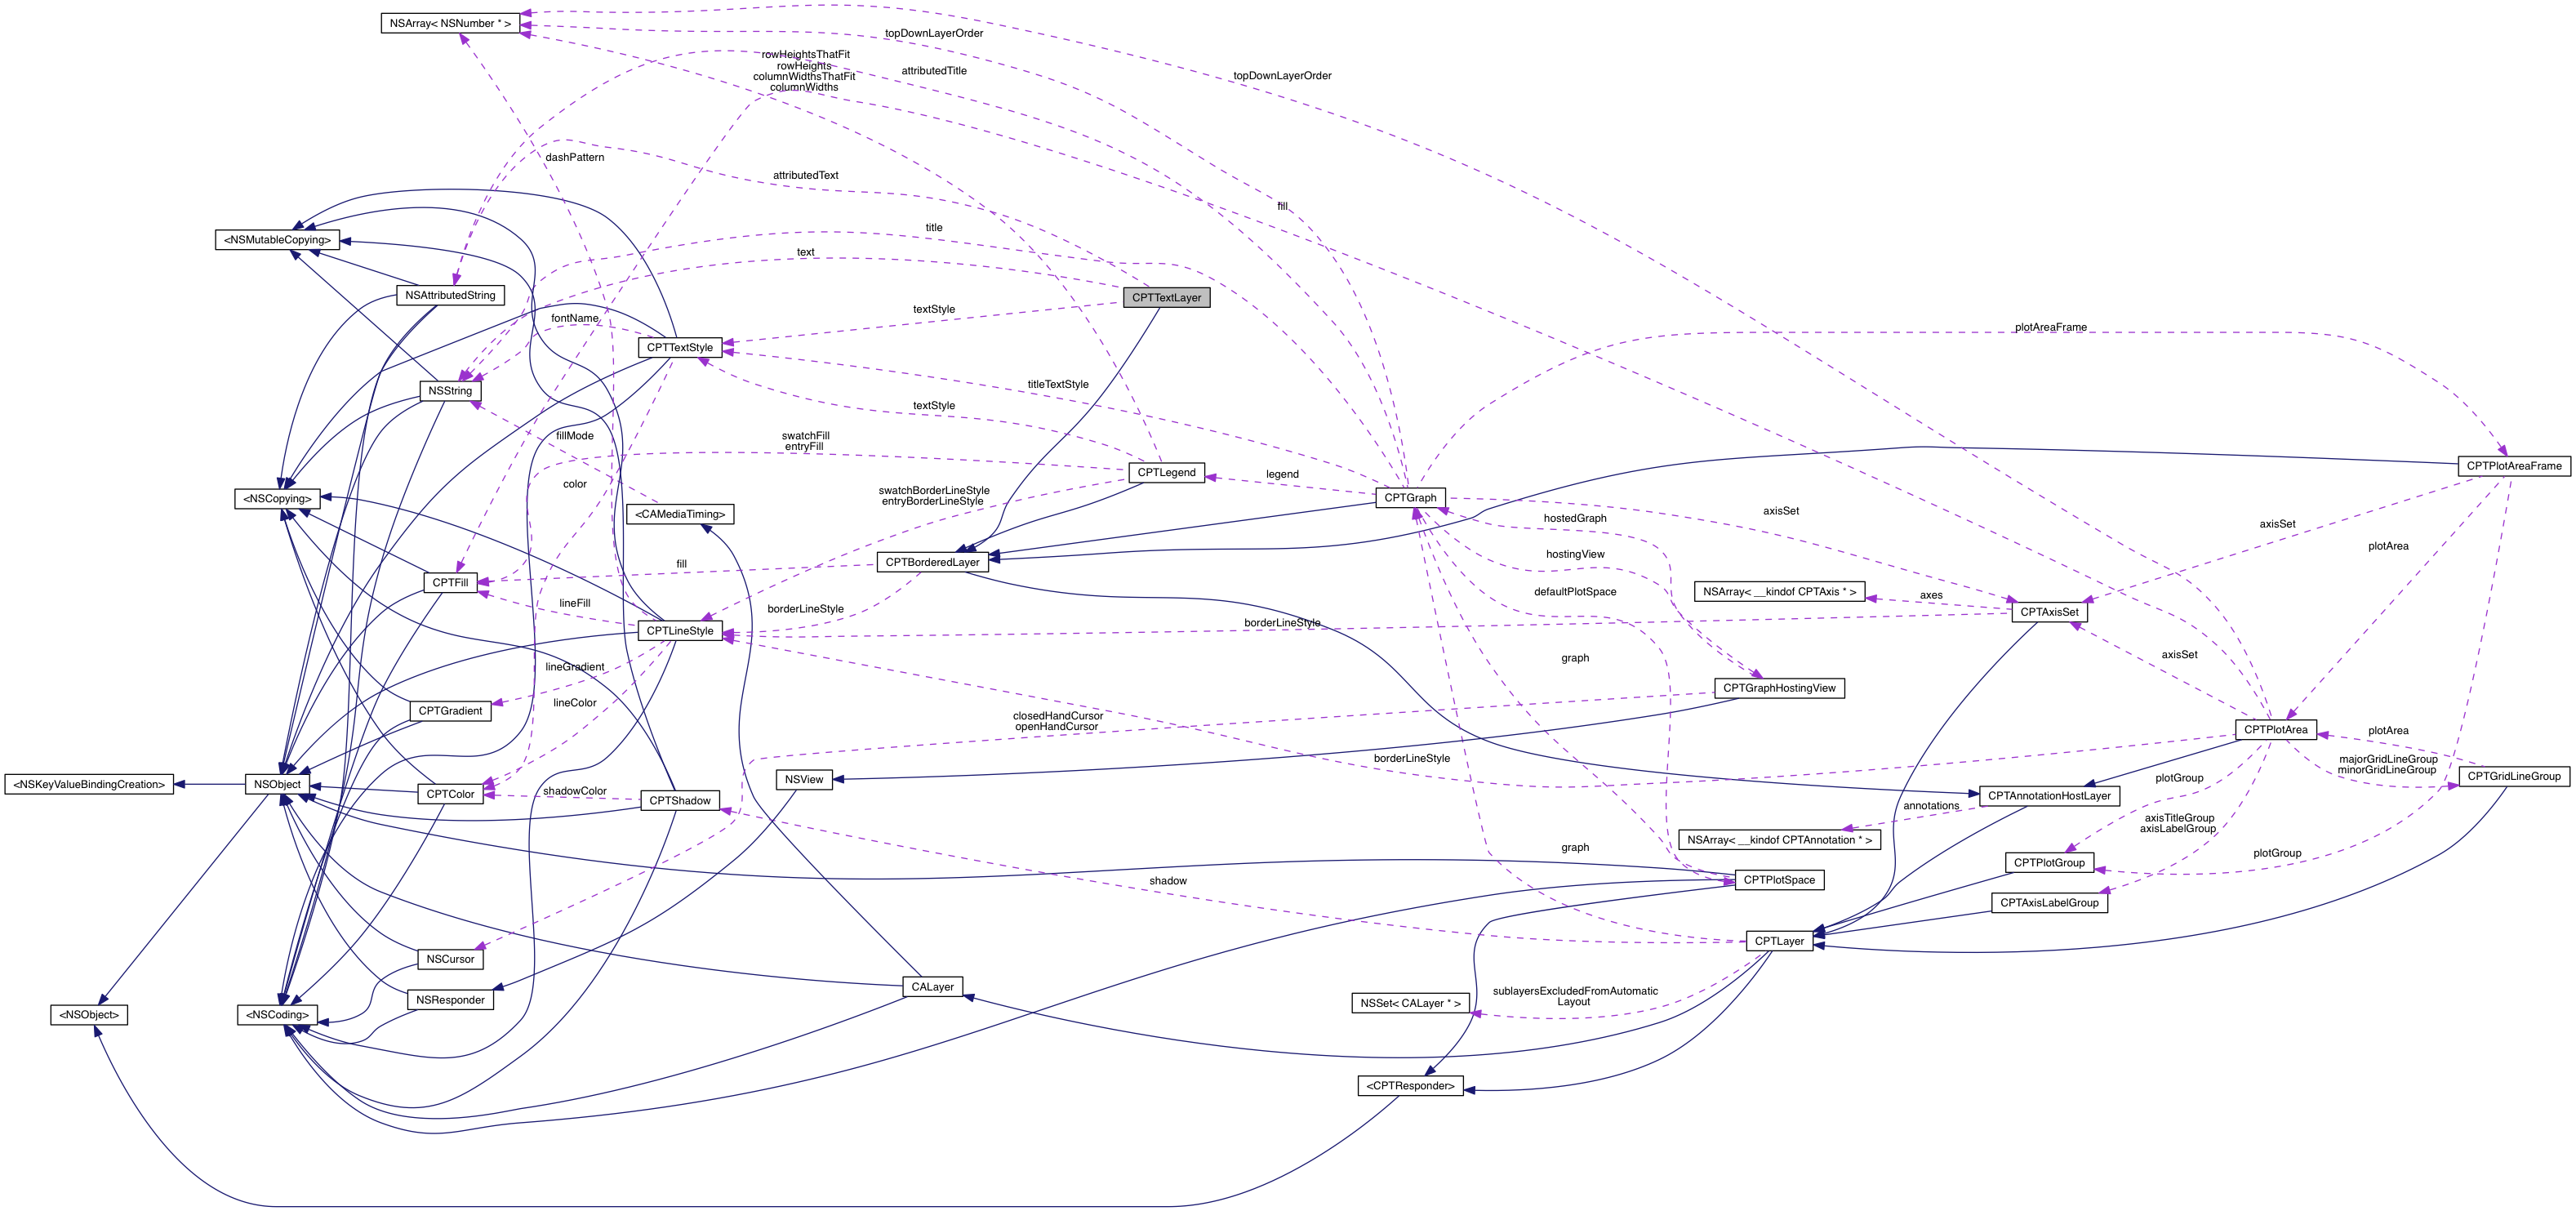 NSArray< NSNumber * >
topDownLayerOrder
rowHeightsThatFit
rowHeights
columnWidthsThatFit
columnWidths
attributedTitle
topDownLayerOrder
dashPattern
attributedText
fill
<NSMutableCopying>
title
text
NSAttributedString
CPTTextLayer
textStyle
fontName
plotAreaFrame
CPTTextStyle
NSString
titleTextStyle
textStyle
fillMode
swatchFill
entryFill
CPTLegend
legend
CPTPlotAreaFrame
color
<NSCopying>
swatchBorderLineStyle
entryBorderLineStyle
CPTGraph
<CAMediaTiming>
hostedGraph
axisSet
axisSet
plotArea
hostingView
CPTBorderedLayer
fill
CPTFill
defaultPlotSpace
NSArray< __kindof CPTAxis * >
axes
CPTAxisSet
lineFill
borderLineStyle
borderLineStyle
CPTLineStyle
graph
axisSet
lineGradient
CPTGraphHostingView
lineColor
CPTGradient
closedHandCursor
openHandCursor
CPTPlotArea
plotArea
borderLineStyle
majorGridLineGroup
minorGridLineGroup
CPTGridLineGroup
plotGroup
<NSKeyValueBindingCreation>
NSObject
CPTColor
shadowColor
CPTShadow
NSView
CPTAnnotationHostLayer
annotations
axisTitleGroup
axisLabelGroup
NSArray< __kindof CPTAnnotation * >
graph
plotGroup
CPTPlotGroup
shadow
CPTPlotSpace
CPTAxisLabelGroup
CPTLayer
NSCursor
CALayer
sublayersExcludedFromAutomatic
Layout
NSResponder
NSSet< CALayer * >
<NSObject>
<NSCoding>
<CPTResponder>